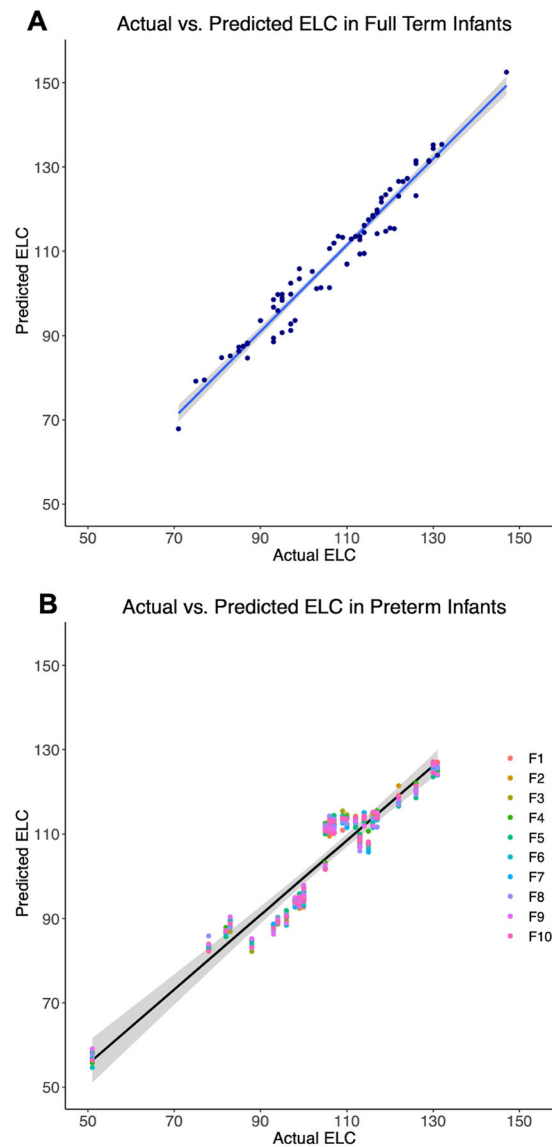 A
Actual vs. Predicted ELC in Full Term Infants
150
130
110
90
70
50
Predicted ELC
50 70 90 110 130 150
Actual ELC
B
Actual vs. Predicted ELC in Preterm Infants
150
130
110
90
70
50
Predicted ELC
F1
F2
F3
F4
F5
F6
F7
F8
F9
F10
50 70 90 110 130 150
Actual ELC